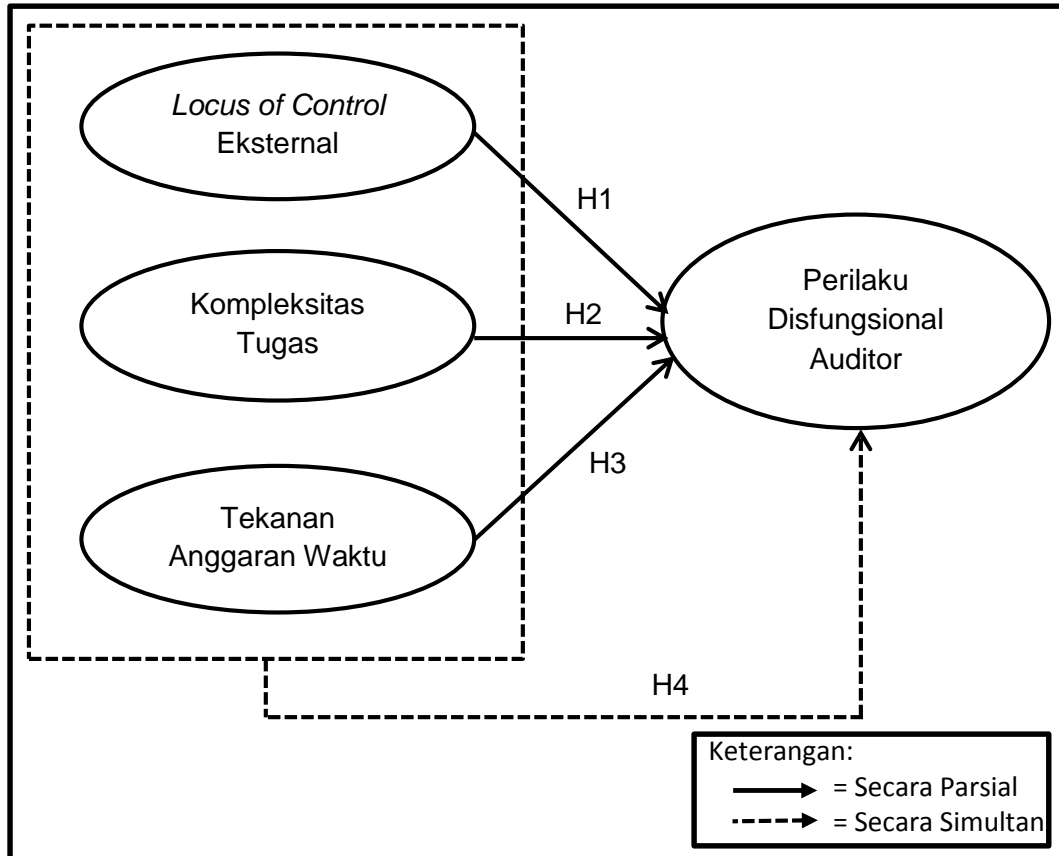 Locus of Control
Eksternal
H1
Kompleksitas
Tugas
H2
Perilaku
Disfungsional
Auditor
H3
Tekanan
Anggaran Waktu
H4
Keterangan:
= Secara Parsial
= Secara Simultan